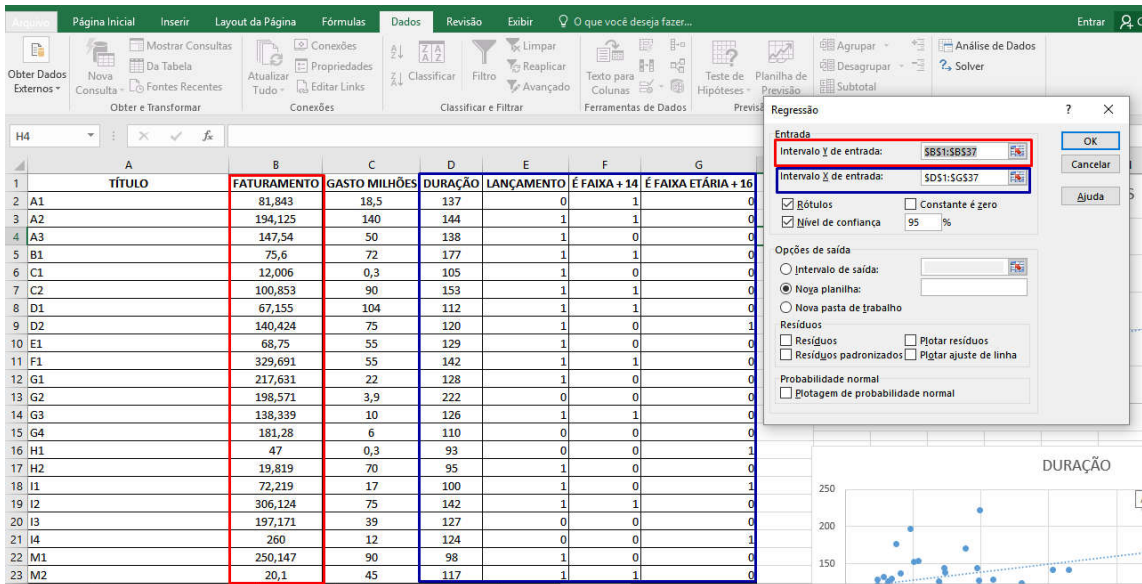 Arquivo Página Inicial Inserir Layout da Página Fórmulas Dados Revisão Exibir O que você deseja fazer... Entrar
Obter Dados Externos
Nova Consulta
Mostrar Consultas
Da Tabela
Fontes Recentes
Obter e Transformar
Atualizar Tudo
Conexões
Propriedades
Editar Links
Conexões
Classificar
Filtro
Limpar
Reaplicar
Avançado
Classificar e Filtrar
Texto para Colunas
Ferramentas de Dados
Teste de Hipóteses
Planilha de Previsão
Agrupar
Desagrupar
Subtotal
Análise de Dados
Solver
H4 fx
A B C D E F G
1 TÍTULO FATURAMENTO GASTO MILHÕES DURAÇÃO LANÇAMENTO É FAIXA + 14 É FAIXA ETÁRIA + 16
2 A1 81,843 18,5 137 0 1 0
3 A2 194,125 140 144 1 1 0
4 A3 147,54 50 138 1 0 0
5 B1 75,6 72 177 1 1 0
6 C1 12,006 0,3 105 1 0 0
7 C2 100,853 90 153 1 1 0
8 D1 67,155 104 112 1 1 0
9 D2 140,424 75 120 1 0 1
10 E1 68,75 55 129 1 0 0
11 F1 329,691 55 142 1 1 0
12 G1 217,631 22 128 1 0 0
13 G2 198,571 3,9 222 0 0 0
14 G3 138,339 10 126 1 1 0
15 G4 181,28 6 110 0 0 0
16 H1 47 0,3 93 0 0 1
17 H2 19,819 70 95 1 0 0
18 I1 72,219 17 100 1 0 1
19 I2 306,124 75 142 1 1 0
20 I3 197,171 39 127 0 0 0
21 I4 260 12 124 0 0 1
22 M1 250,147 90 98 1 0 0
23 M2 20,1 45 117 1 1 0
Regressão ? ×
Entrada
Intervalo Y de entrada: $B$1:$B$37
Intervalo X de entrada: $D$1:$G$37
Rótulos Constante é zero
Nível de confiança 95 %
OK
Cancelar
Ajuda
Opções de saída
Intervalo de saída:
Nova planilha:
Nova pasta de trabalho
Resíduos
Resíduos Plotar resíduos
Resíduos padronizados Plotar ajuste de linha
Probabilidade normal
Plotagem de probabilidade normal
DURAÇÃO
250
200
150